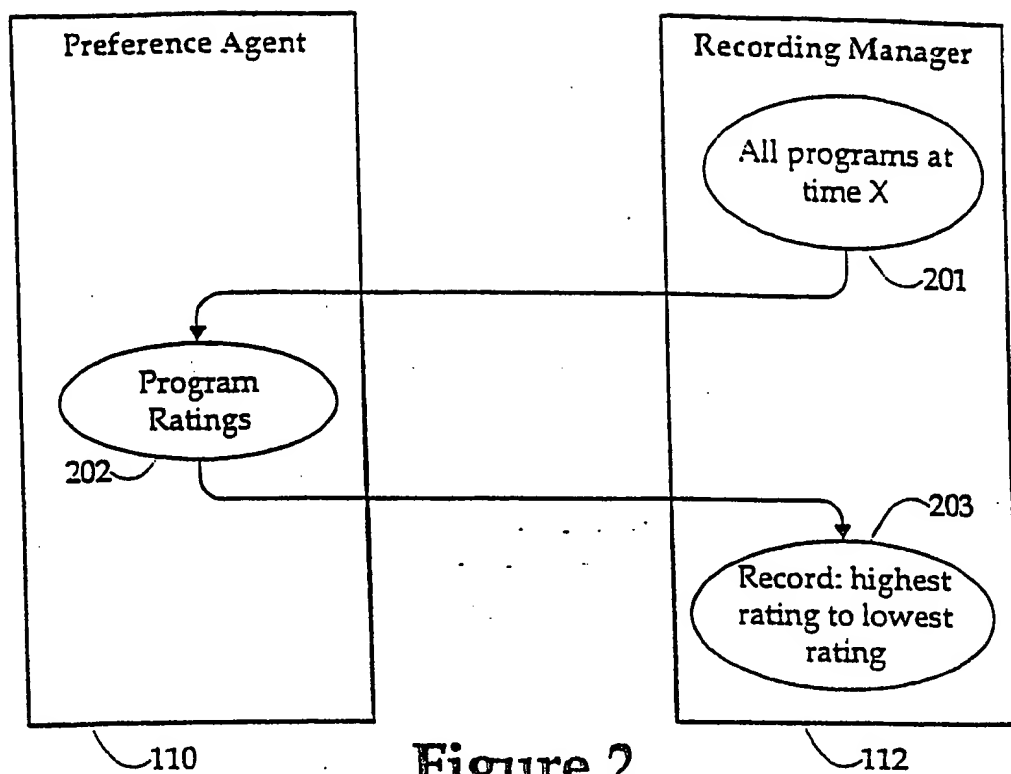 Preference Agent
Recording Manager
All programs at
time X
201
Program
Ratings
202
203
Record: highest
rating to lowest
rating
110
112
Figure 2